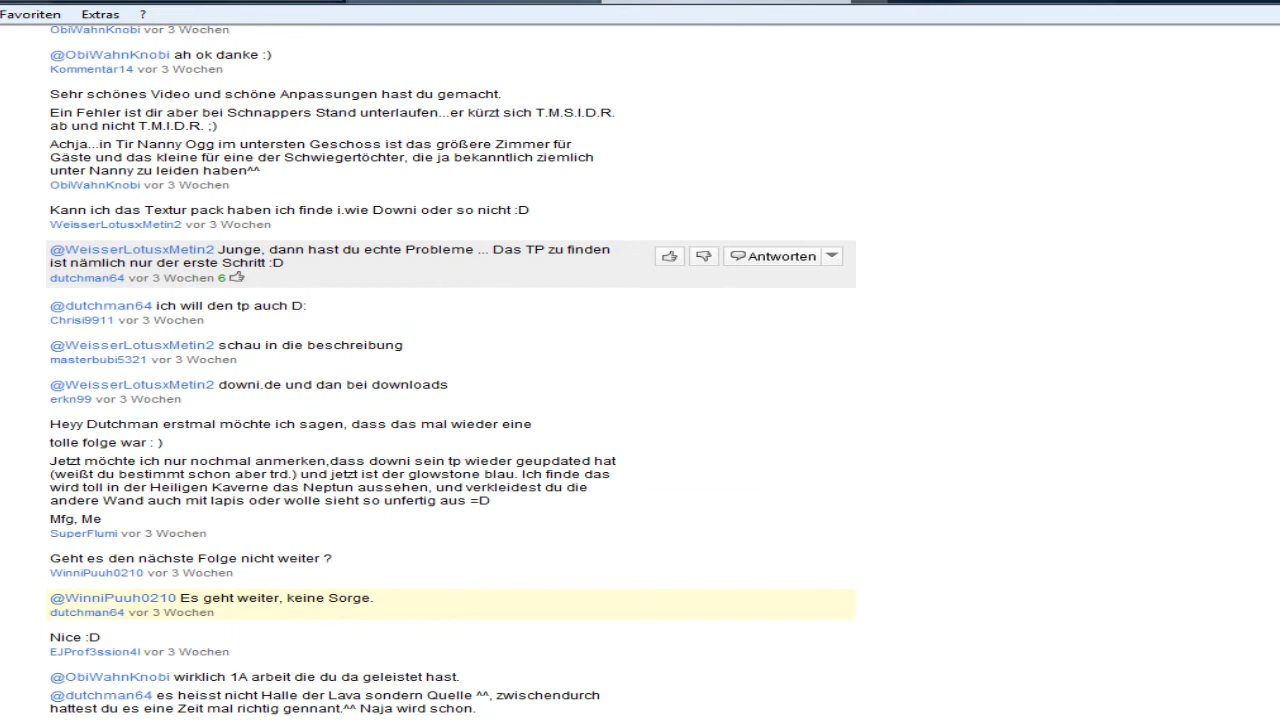 Favoriten Extras ?
ObiWahnKnobi vor 3 Wochen
@ObiWahnKnobi ah ok danke :)
Kommentar14 vor 3 Wochen
Sehr schönes Video und schöne Anpassungen hast du gemacht.
Ein Fehler ist dir aber bei Schnappers Stand unterlaufen...er kürzt sich T.M.S.I.D.R.
ab und nicht T.M.I.D.R. ;)
Achja...in Tir Nanny Ogg im untersten Geschoss ist das größere Zimmer für
Gäste und das kleine für eine der Schwiegertöchter, die ja bekanntlich ziemlich
unter Nanny zu leiden haben^^
ObiWahnKnobi vor 3 Wochen
Kann ich das Textur pack haben ich finde i.wie Downi oder so nicht :D
WeisserLotusxMetin2 vor 3 Wochen
@WeisserLotusxMetin2 Junge, dann hast du echte Probleme ... Das TP zu finden
ist nämlich nur der erste Schritt :D
Antworten
dutchman64 vor 3 Wochen 6
@dutchman64 ich will den tp auch D:
Chrisi9911 vor 3 Wochen
@WeisserLotusxMetin2 schau in die beschreibung
masterbubi5321 vor 3 Wochen
@WeisserLotusxMetin2 downi.de und dan bei downloads
erkn99 vor 3 Wochen
Heyy Dutchman erstmal möchte ich sagen, dass das mal wieder eine
tolle folge war : )
Jetzt möchte ich nur nochmal anmerken,dass downi sein tp wieder geupdated hat
(weißt du bestimmt schon aber trd.) und jetzt ist der glowstone blau. Ich finde das
wird toll in der Heiligen Kaverne das Neptun aussehen, und verkleidest du die
andere Wand auch mit lapis oder wolle sieht so unfertig aus =D
Mfg, Me
SuperFlumi vor 3 Wochen
Geht es den nächste Folge nicht weiter ?
WinniPuuh0210 vor 3 Wochen
@WinniPuuh0210 Es geht weiter, keine Sorge.
dutchman64 vor 3 Wochen
Nice :D
EJProf3ssion4l vor 3 Wochen
@ObiWahnKnobi wirklich 1A arbeit die du da geleistet hast.
@dutchman64 es heisst nicht Halle der Lava sondern Quelle ^^, zwischendurch
hattest du es eine Zeit mal richtig gennant.^^ Naja wird schon.